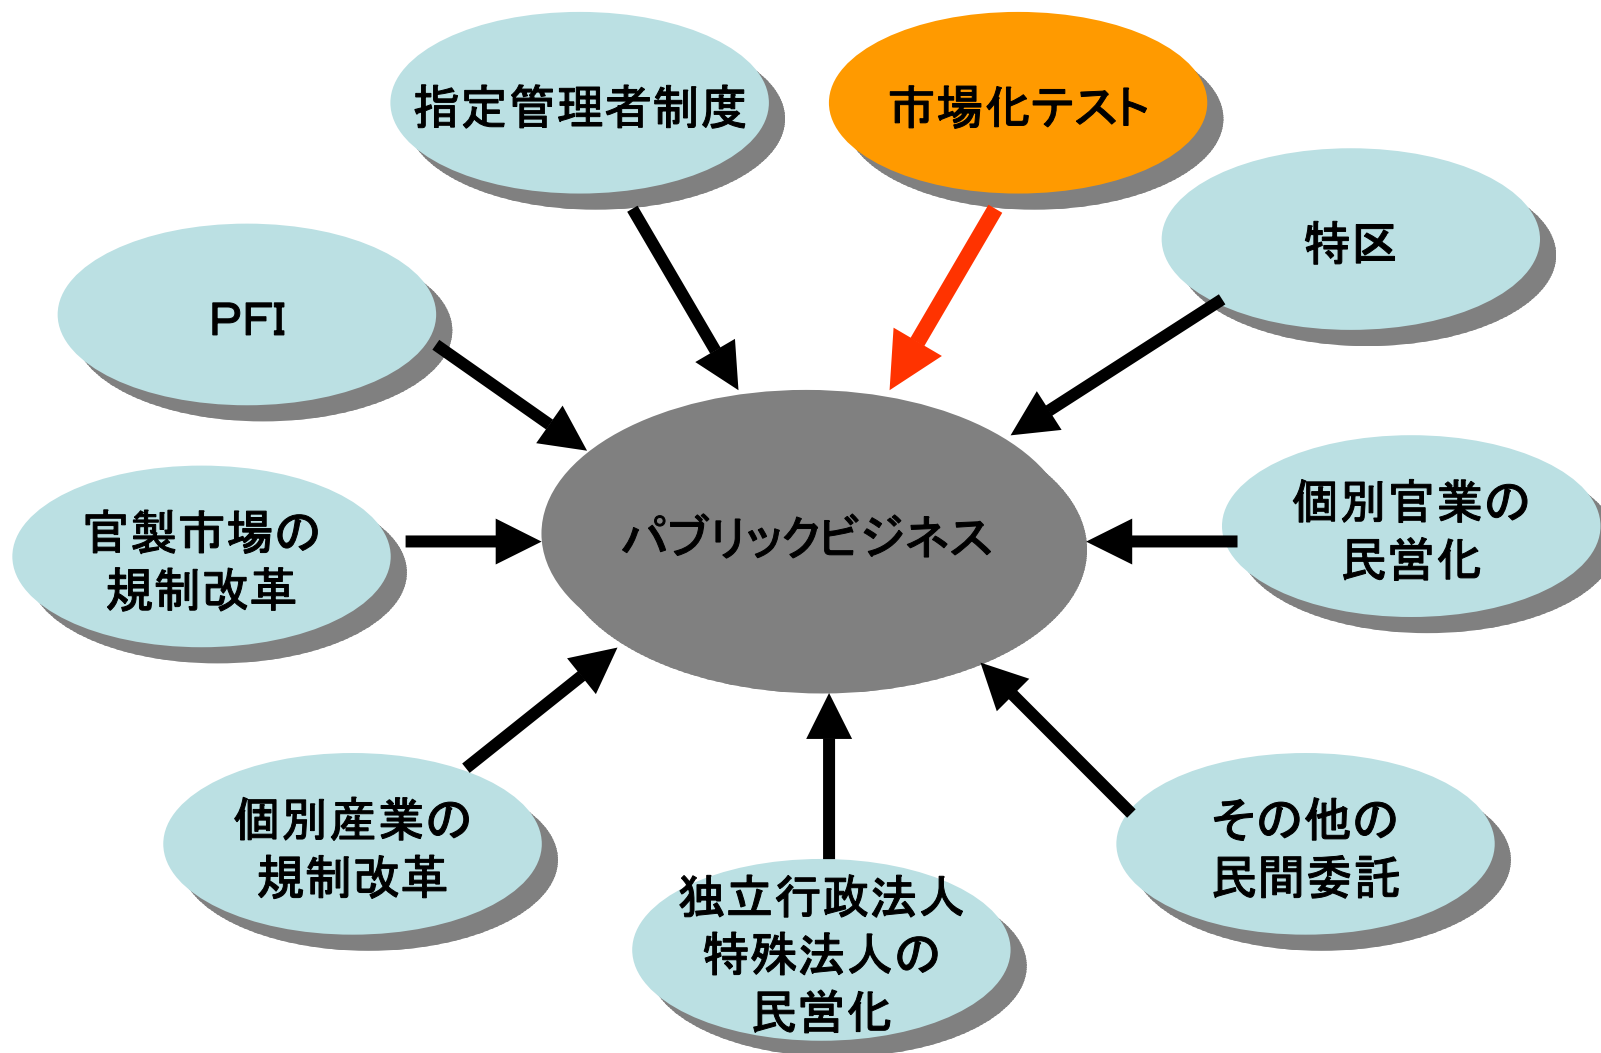 指定管理者制度
市場化テスト
特区
PFI
パブリックビジネス
官製市場の
規制改革
個別官業の
民営化
個別産業の
規制改革
独立行政法人
特殊法人の
民営化
その他の
民間委託